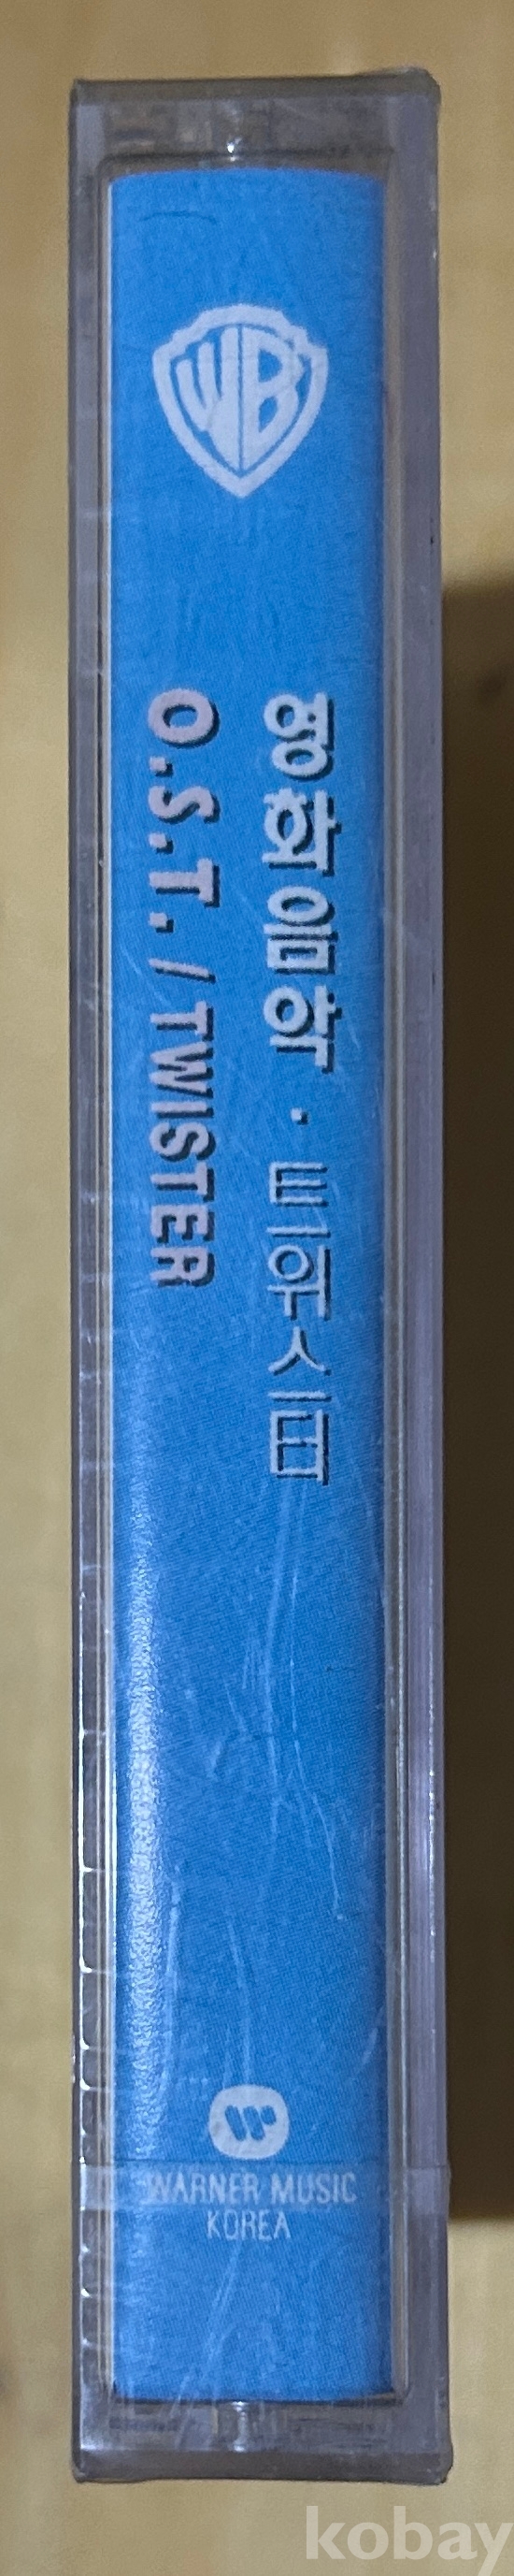 WB
영화음악 · 트위스터
O.S.T. / TWISTER
WARNER MUSIC
KOREA
kobay